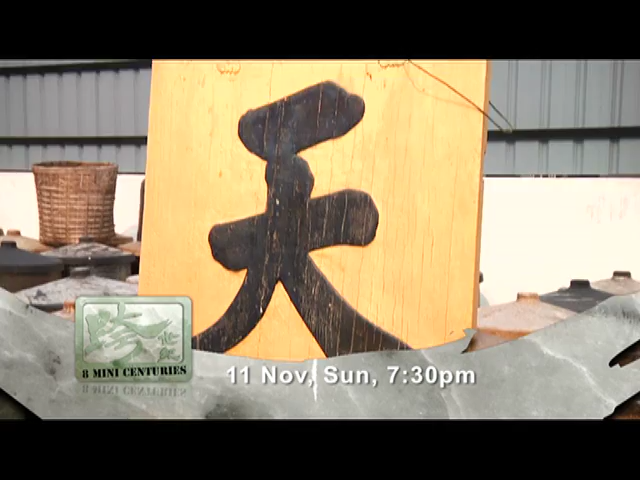 天
8 MINI CENTURIES
11 Nov, Sun, 7:30pm